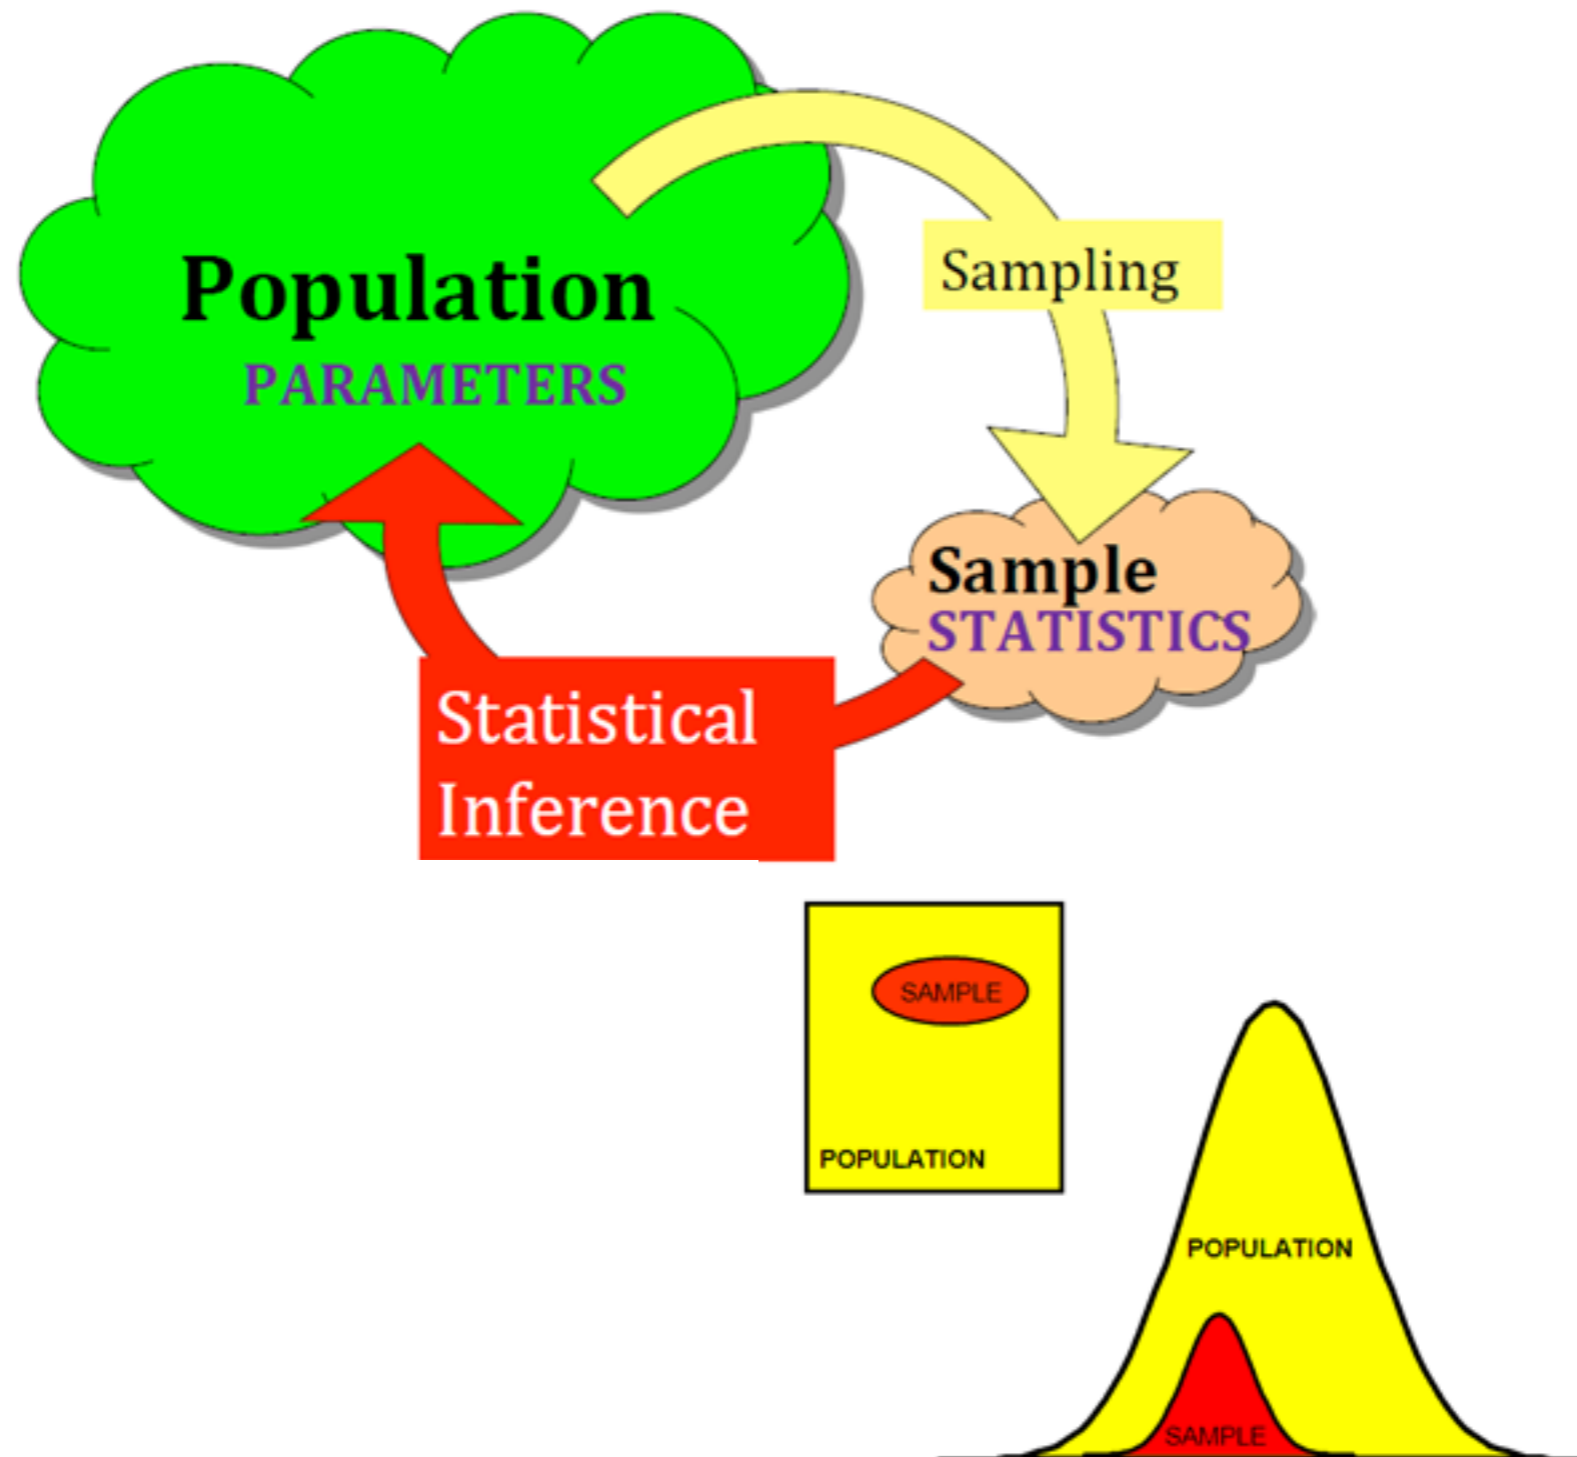 Population
PARAMETERS
Sampling
Sample
STATISTICS
Statistical
Inference
SAMPLE
POPULATION
POPULATION
SAMPLE